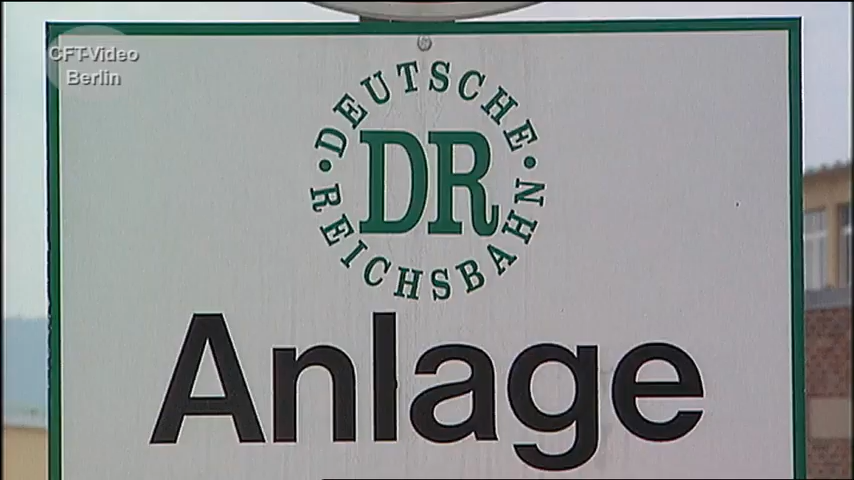 CFT-Video
Berlin
DEUTSCHE
DR
REICHSBAHN
Anlage